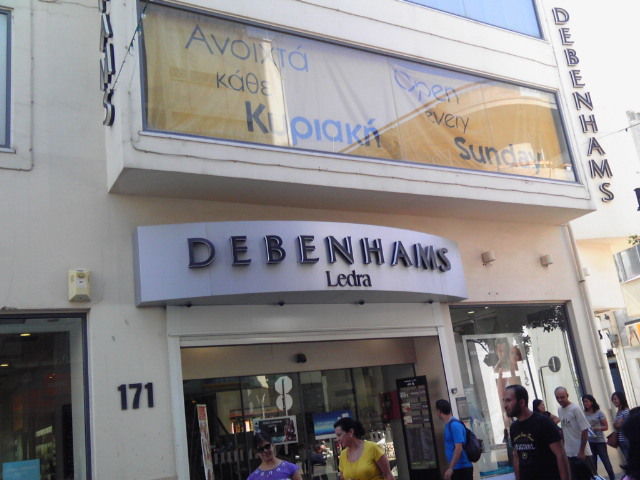 Ανοιχτά
κάθε
Κυριακή
Open
every
Sunday
DEBENHAMS
DEBENHAMS
Ledra
171